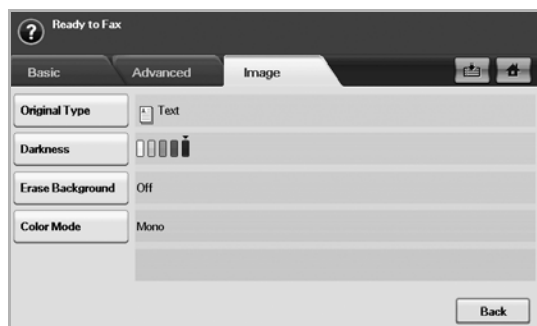 Ready to Fax
Basic Advanced Image
Original Type Text
Darkness
Erase Background Off
Color Mode Mono
Back